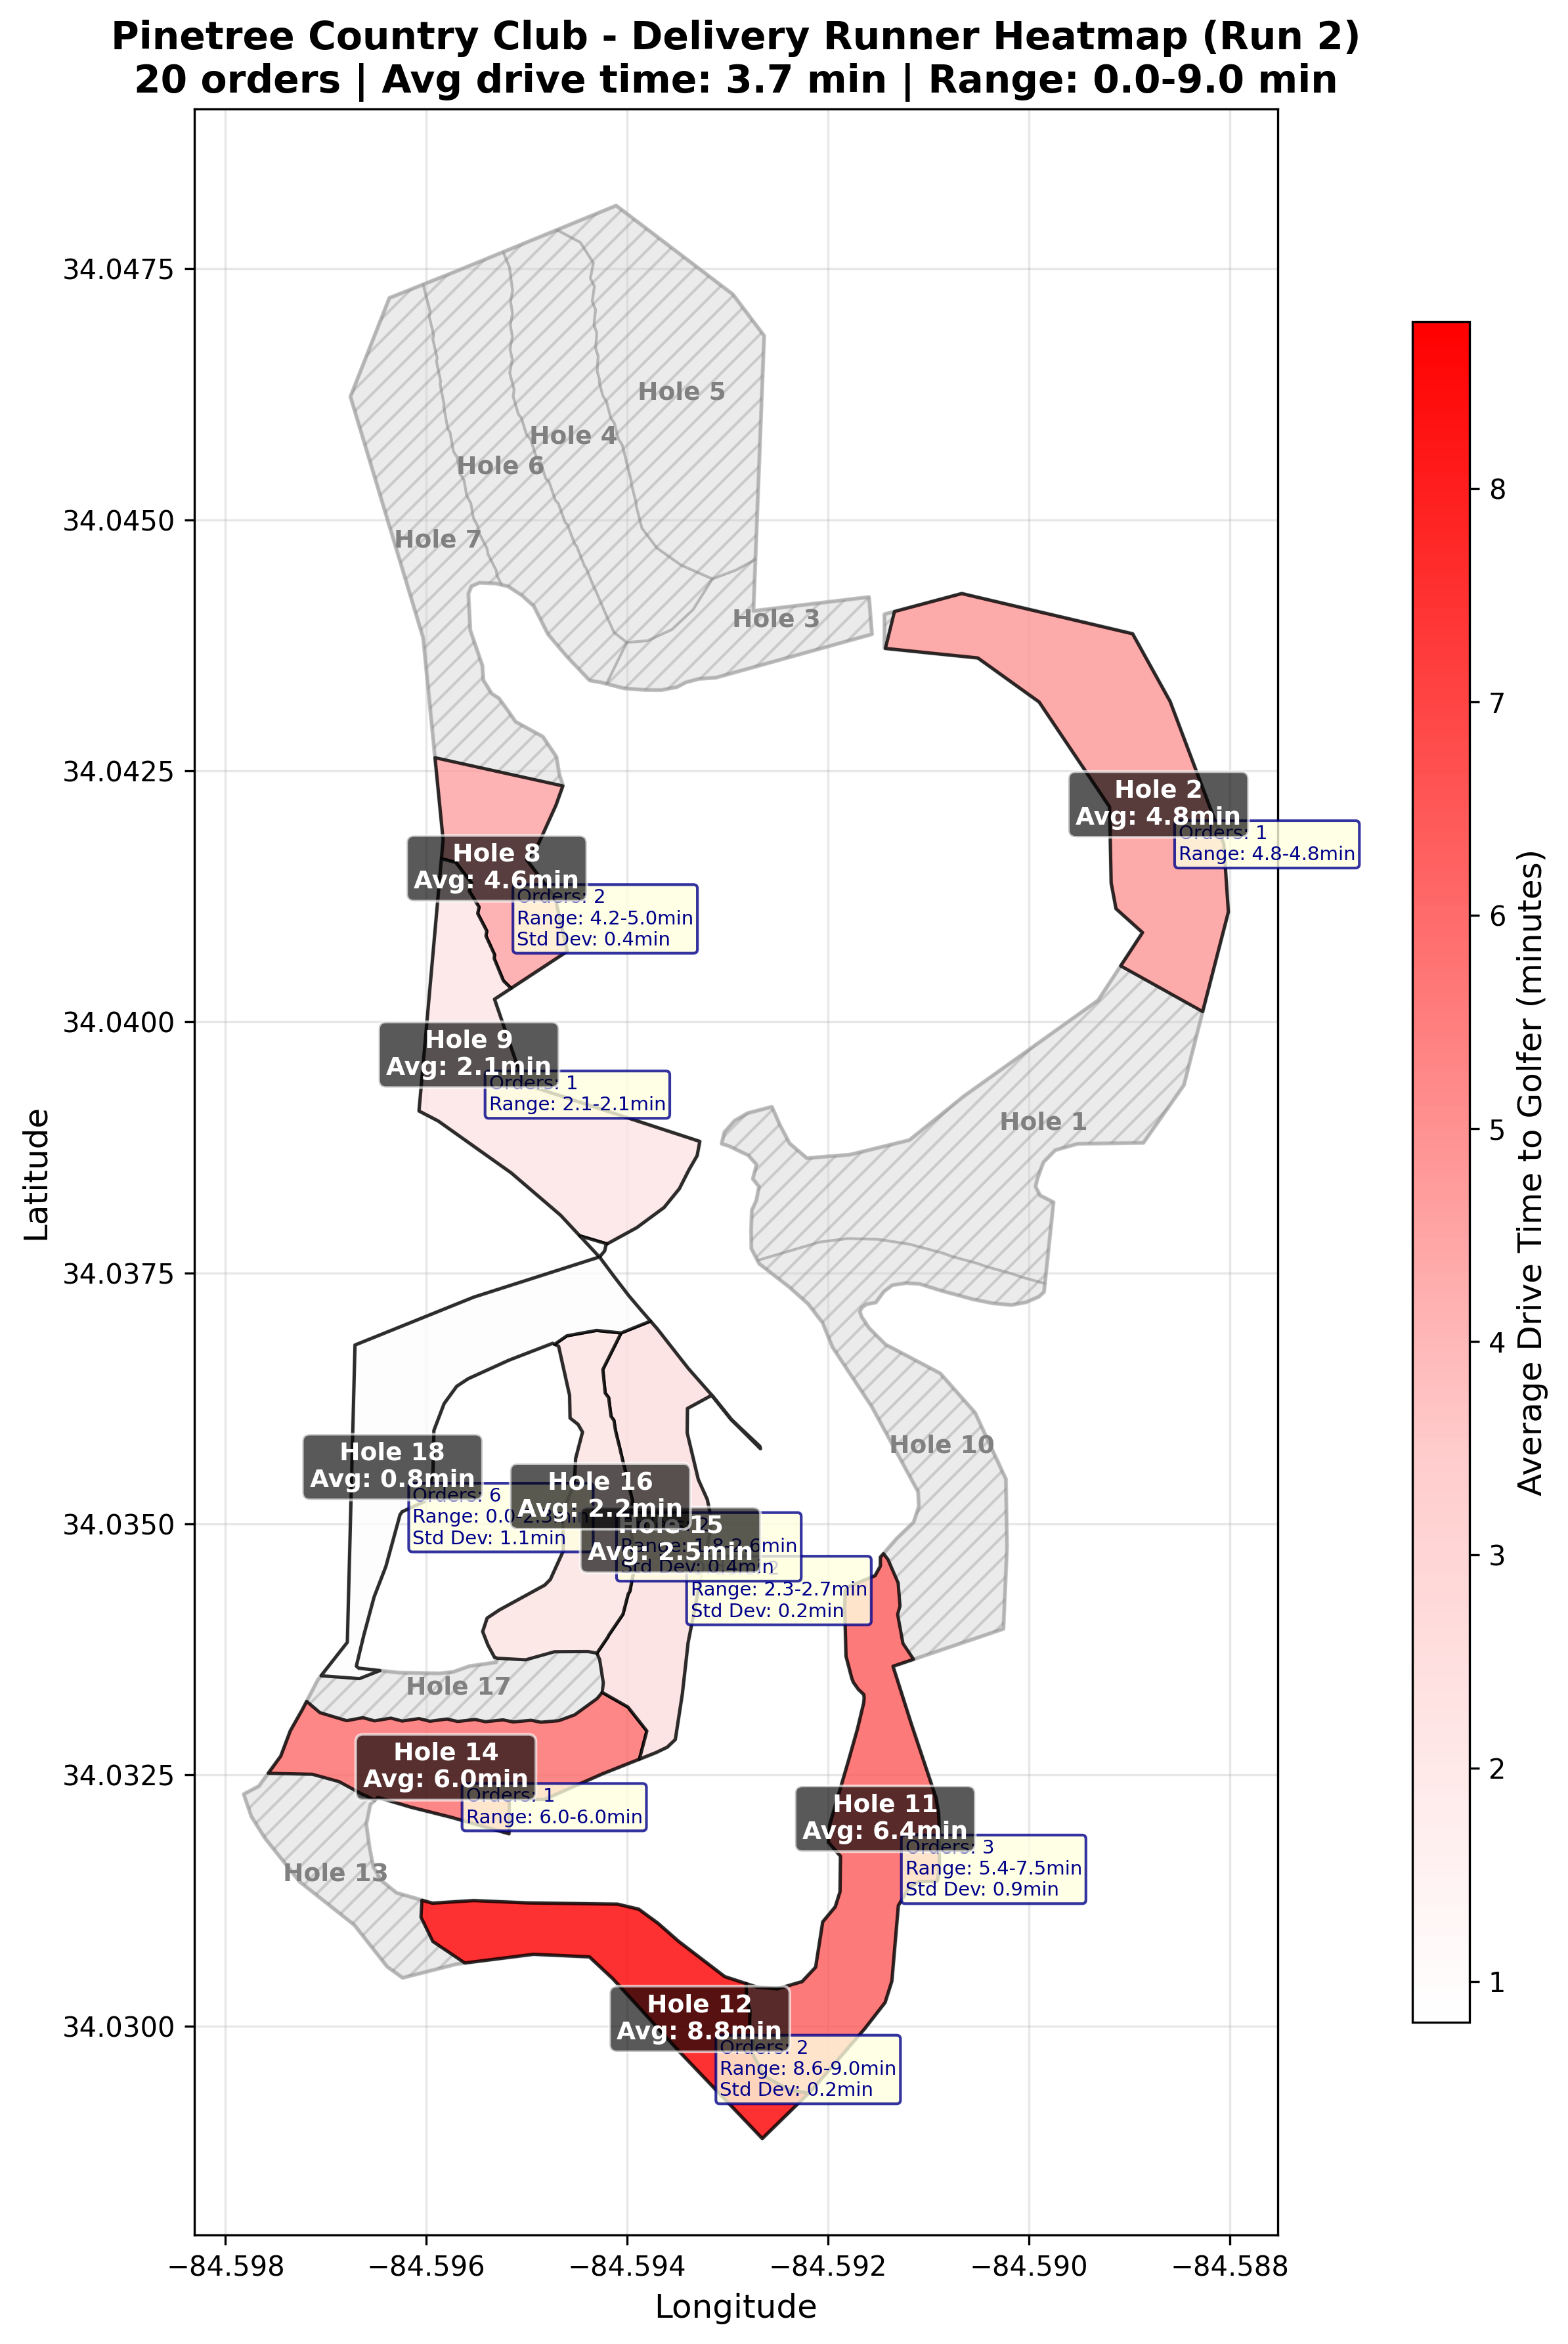 Pinetree Country Club - Delivery Runner Heatmap (Run 2)
20 orders | Avg drive time: 3.7 min | Range: 0.0-9.0 min
34.0475
34.0450
34.0425
34.0400
34.0375
34.0350
34.0325
34.0300
Latitude
−84.598
−84.596
−84.594
−84.592
−84.590
−84.588
Longitude
Hole 5
Hole 4
Hole 6
Hole 7
Hole 3
Hole 2
Avg: 4.8min
Orders: 1
Range: 4.8-4.8min
Hole 8
Avg: 4.6min
Orders: 2
Range: 4.2-5.0min
Std Dev: 0.4min
Hole 9
Avg: 2.1min
Orders: 1
Range: 2.1-2.1min
Hole 1
Hole 10
Hole 18
Avg: 0.8min
Orders: 6
Range: 0.0-2.
Std Dev: 1.1min
Hole 16
Avg: 2.2min
Std Dev: 0.4min
Hole 15
Avg: 2.5min
Range: 2.3-2.7min
Std Dev: 0.2min
Hole 17
Hole 14
Avg: 6.0min
Orders: 1
Range: 6.0-6.0min
Hole 13
Hole 11
Avg: 6.4min
Orders: 3
Range: 5.4-7.5min
Std Dev: 0.9min
Hole 12
Avg: 8.8min
Orders: 2
Range: 8.6-9.0min
Std Dev: 0.2min
8
7
6
5
4
3
2
1
Average Drive Time to Golfer (minutes)